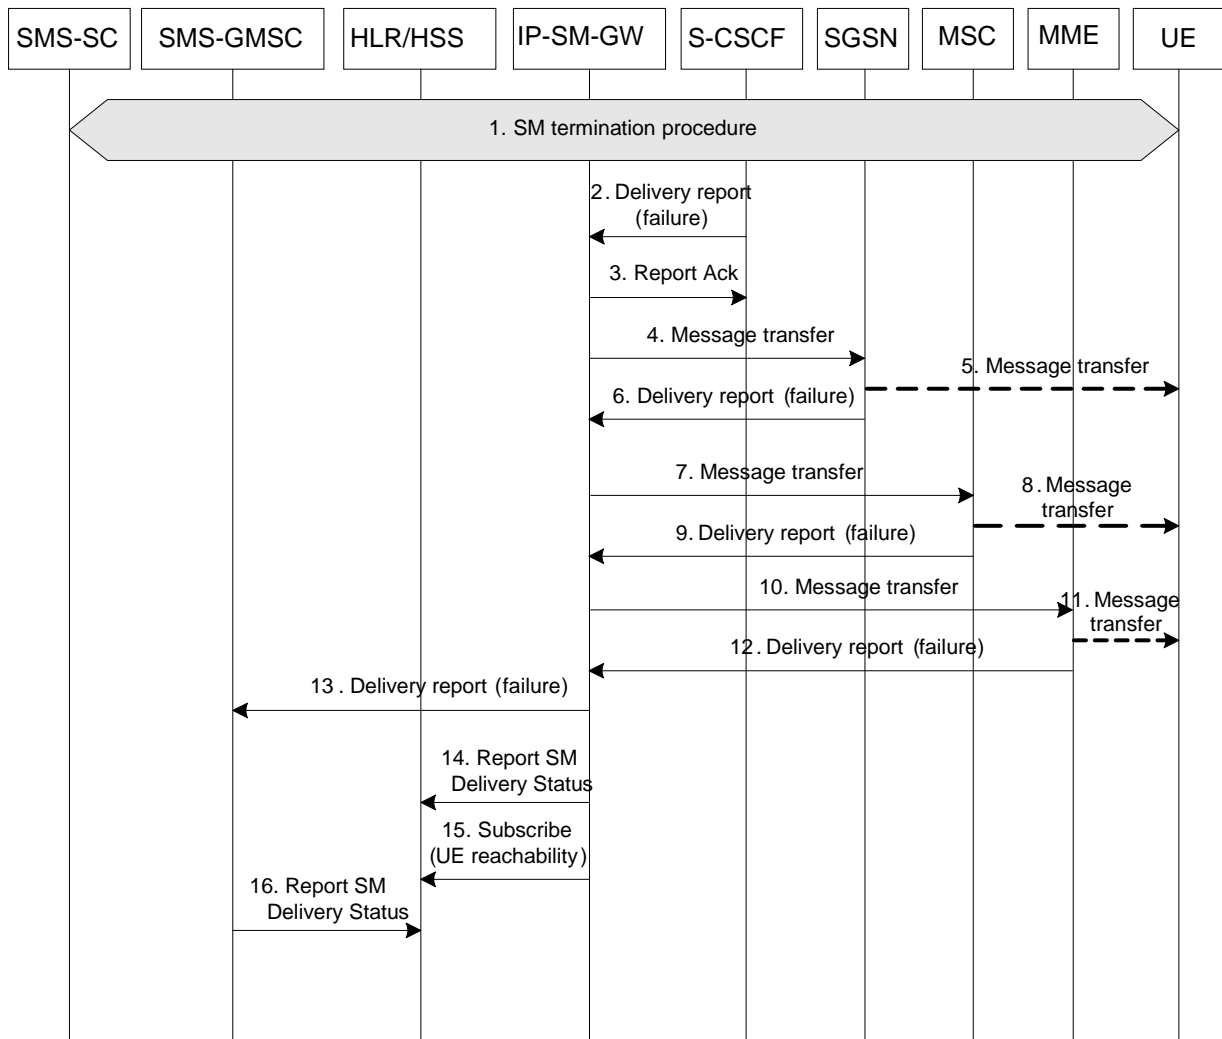 SMS-SC
SMS-GMSC
HLR/HSS
IP-SM-GW
S-CSCF
SGSN
MSC
MME
UE
1. SM termination procedure
2. Delivery report
(failure)
3. Report Ack
4. Message transfer
5. Message transfer
6. Delivery report (failure)
7. Message transfer
8. Message
transfer
9. Delivery report (failure)
10. Message transfer
11. Message
transfer
12. Delivery report (failure)
13. Delivery report (failure)
14. Report SM
Delivery Status
15. Subscribe
(UE reachability)
16. Report SM
Delivery Status